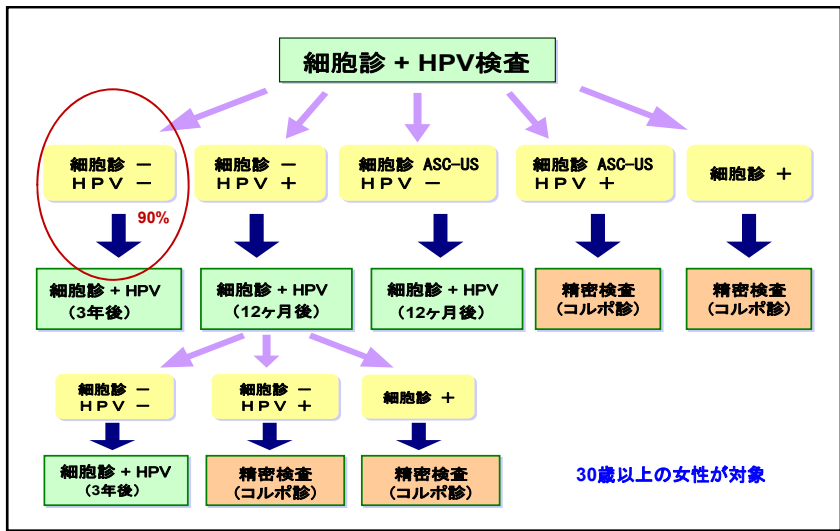 細胞診 + HPV検査
細胞診 －
HPV －
細胞診 －
HPV ＋
細胞診 ASC-US
HPV －
細胞診 ASC-US
HPV ＋
細胞診 ＋
90%
細胞診 + HPV
(3年後)
細胞診 + HPV
(12ヶ月後)
細胞診 + HPV
(12ヶ月後)
精密検査
(コルポ診)
精密検査
(コルポ診)
細胞診 －
HPV －
細胞診 －
HPV ＋
細胞診 ＋
細胞診 + HPV
(3年後)
精密検査
(コルポ診)
精密検査
(コルポ診)
30歳以上の女性が対象